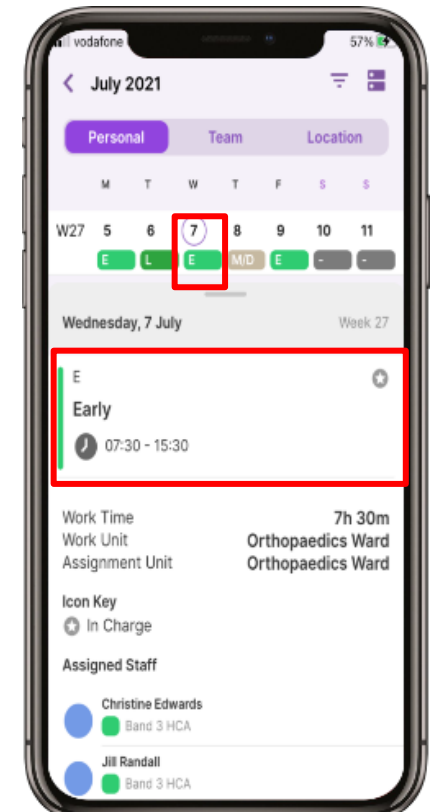 vodafone 57%
July 2021
Personal Team Location
M T W T F S S
W27 5 6 7 8 9 10 11
E L E M/D E - -
Wednesday, 7 July Week 27
E
Early
07:30 - 15:30
Work Time 7h 30m
Work Unit Orthopaedics Ward
Assignment Unit Orthopaedics Ward
Icon Key
In Charge
Assigned Staff
Christine Edwards
Band 3 HCA
Jill Randall
Band 3 HCA